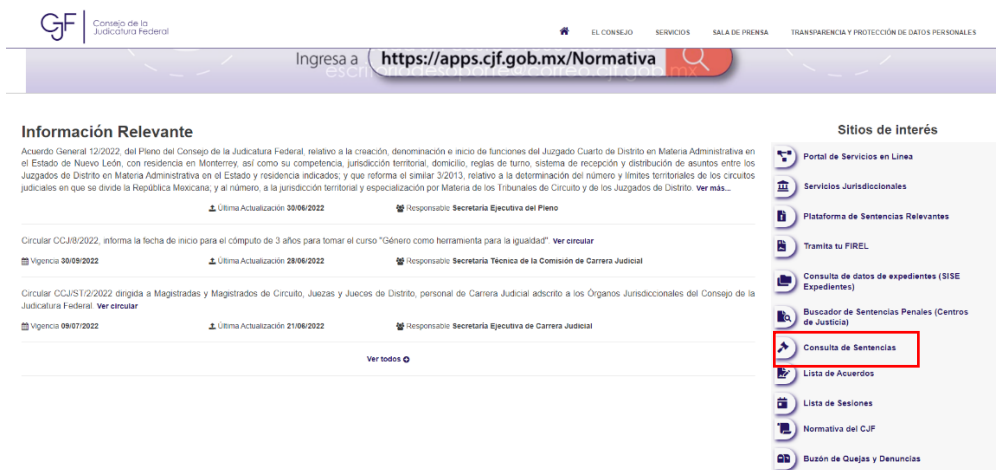 CJF Consejo de la
Judicatura Federal
EL CONSEJO SERVICIOS SALA DE PRENSA TRANSPARENCIA Y PROTECCIÓN DE DATOS PERSONALES
Ingresa a https://apps.cjf.gob.mx/Normativa
escritoriodesoporte@correo.cjf.gob.mx
Información Relevante
Acuerdo General 12/2022, del Pleno del Consejo de la Judicatura Federal, relativo a la creación, denominación e inicio de funciones del Juzgado Cuarto de Distrito en Materia Administrativa en
el Estado de Nuevo León, con residencia en Monterrey, así como su competencia, jurisdicción territorial, domicilio, reglas de turno, sistema de recepción y distribución de asuntos entre los
Juzgados de Distrito en Materia Administrativa en el Estado y residencia indicados; y que reforma el similar 3/2013, relativo a la determinación del número y límites territoriales de los circuitos
judiciales en que se divide la República Mexicana; y al número, a la jurisdicción territorial y especialización por Materia de los Tribunales de Circuito y de los Juzgados de Distrito. Ver más...
Última Actualización 30/06/2022 Responsable Secretaría Ejecutiva del Pleno
Circular CCJ/8/2022, informa la fecha de inicio para el cómputo de 3 años para tomar el curso "Género como herramienta para la igualdad". Ver circular
Vigencia 30/09/2022 Última Actualización 28/06/2022 Responsable Secretaría Técnica de la Comisión de Carrera Judicial
Circular CCJ/ST/2/2022 dirigida a Magistradas y Magistrados de Circuito, Juezas y Jueces de Distrito, personal de Carrera Judicial adscrito a los Órganos Jurisdiccionales del Consejo de la
Judicatura Federal. Ver circular
Vigencia 09/07/2022 Última Actualización 21/06/2022 Responsable Secretaría Ejecutiva de Carrera Judicial
Ver todos
Sitios de interés
Portal de Servicios en Linea
Servicios Jurisdiccionales
Plataforma de Sentencias Relevantes
Tramita tu FIREL
Consulta de datos de expedientes (SISE
Expedientes)
Buscador de Sentencias Penales (Centros
de Justicia)
Consulta de Sentencias
Lista de Acuerdos
Lista de Sesiones
Normativa del CJF
Buzón de Quejas y Denuncias